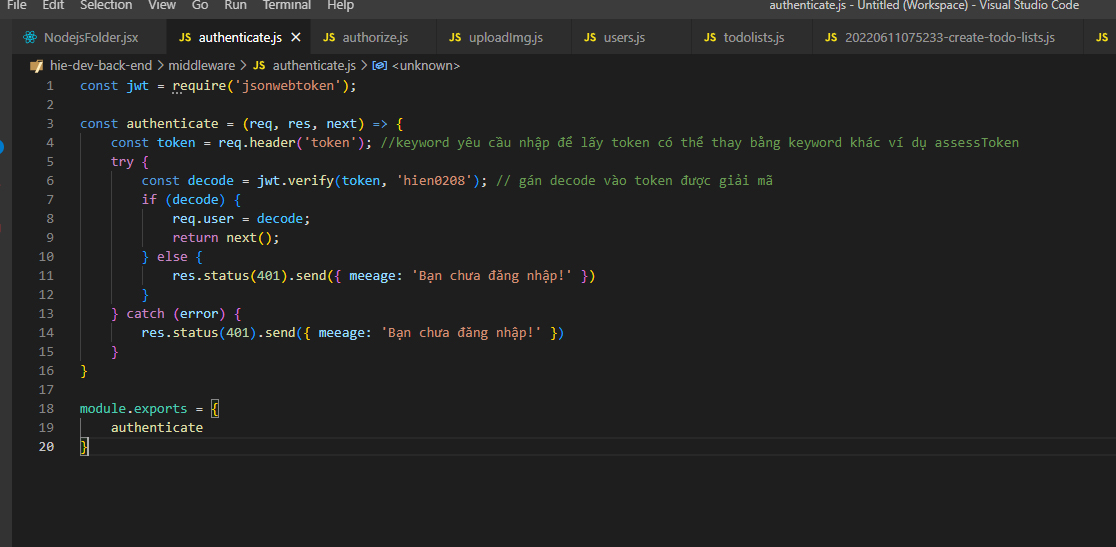 File Edit Selection View Go Run Terminal Help authenticate.js - Untitled (Workspace) - Visual Studio Code
NodejsFolder.jsx JS authenticate.js JS authorize.js JS uploadImg.js JS users.js JS todolists.js JS 20220611075233-create-todo-lists.js JS
hie-dev-back-end > middleware > JS authenticate.js > <unknown>
1 const jwt = require('jsonwebtoken');
2
3 const authenticate = (req, res, next) => {
4 const token = req.header('token'); //keyword yêu cầu nhập để lấy token có thể thay bằng keyword khác ví dụ assessToken
5 try {
6 const decode = jwt.verify(token, 'hien0208'); // gán decode vào token được giải mã
7 if (decode) {
8 req.user = decode;
9 return next();
10 } else {
11 res.status(401).send({ meeage: 'Bạn chưa đăng nhập!' })
12 }
13 } catch (error) {
14 res.status(401).send({ meeage: 'Bạn chưa đăng nhập!' })
15 }
16 }
17
18 module.exports = {
19 authenticate
20 }